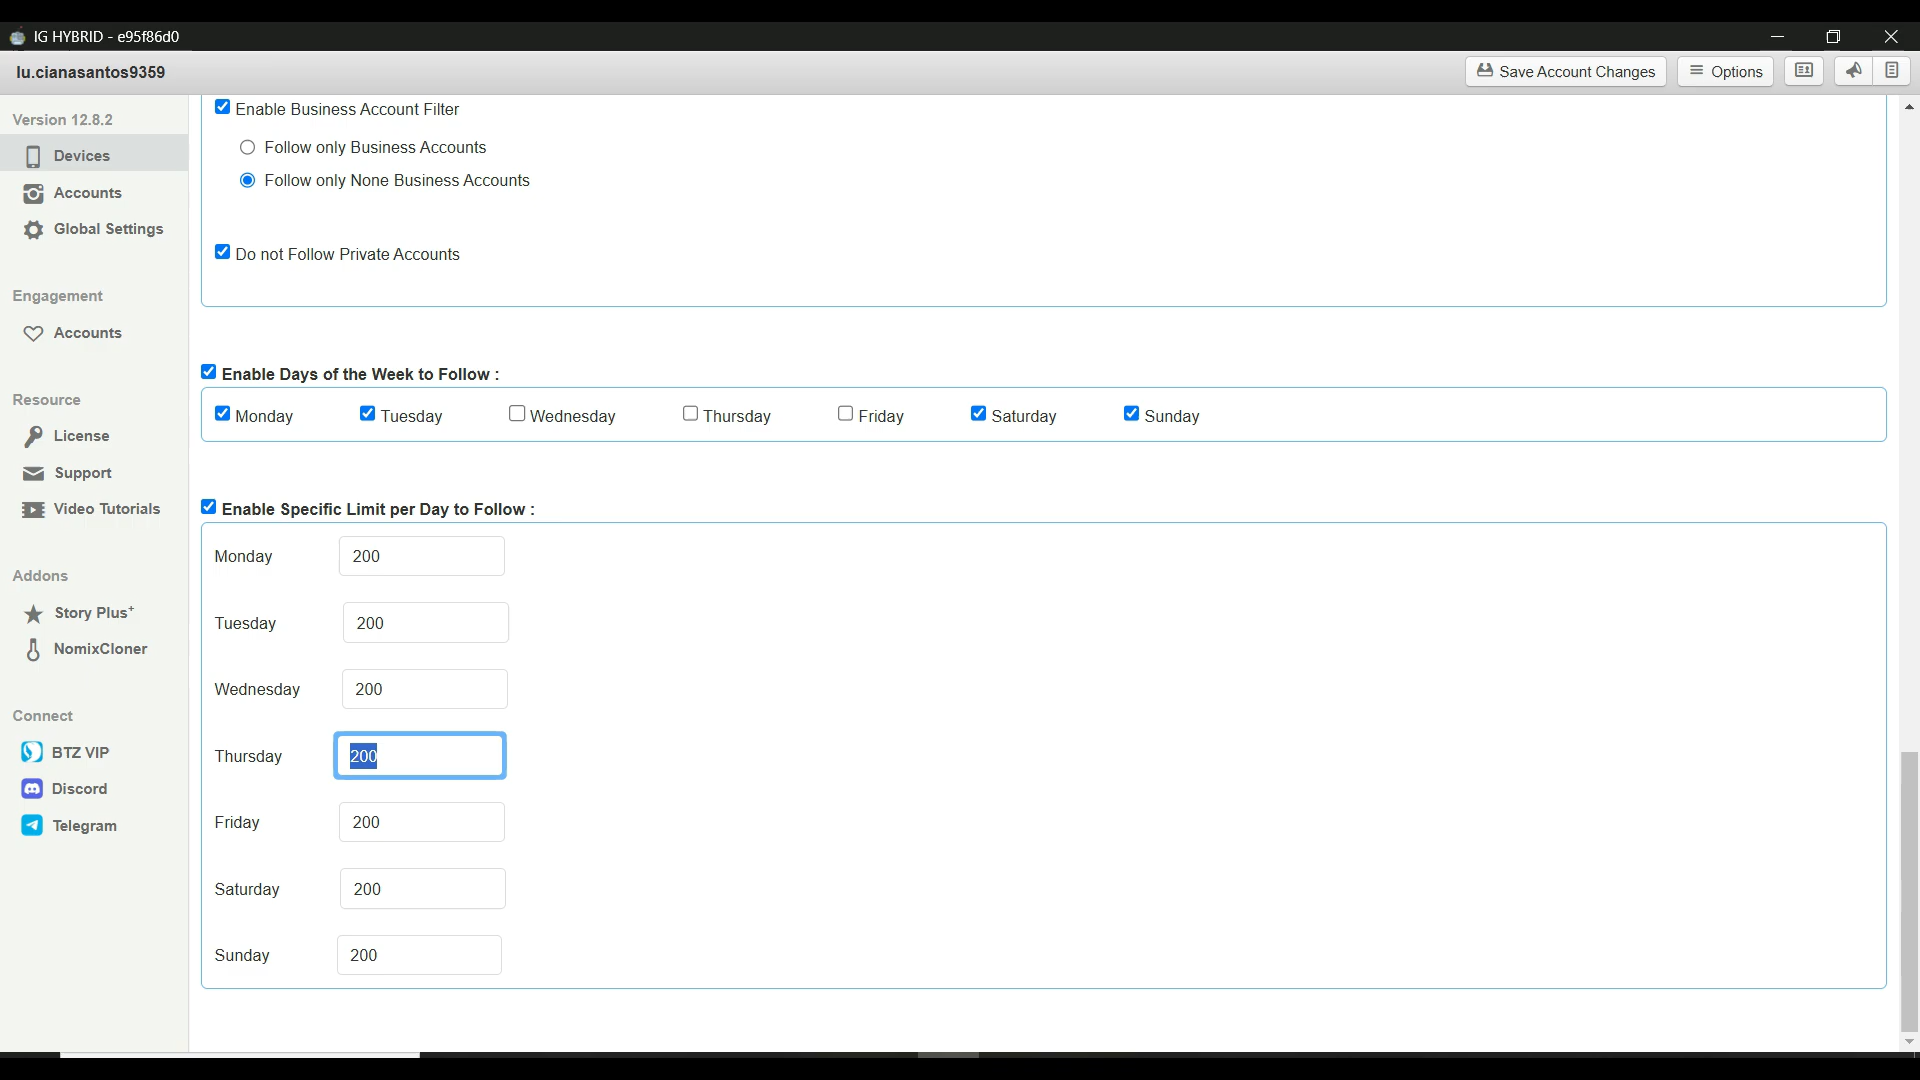 IG HYBRID - e95f86d0
lu.cianasantos9359
Save Account Changes
Options
Version 12.8.2
Devices
Accounts
Global Settings
Engagement
Accounts
Resource
License
Support
Video Tutorials
Addons
Story Plus+
NomixCloner
Connect
BTZ VIP
Discord
Telegram
Enable Business Account Filter
Follow only Business Accounts
Follow only None Business Accounts
Do not Follow Private Accounts
Enable Days of the Week to Follow :
Monday Tuesday Wednesday Thursday Friday Saturday Sunday
Enable Specific Limit per Day to Follow :
Monday 200
Tuesday 200
Wednesday 200
Thursday 200
Friday 200
Saturday 200
Sunday 200